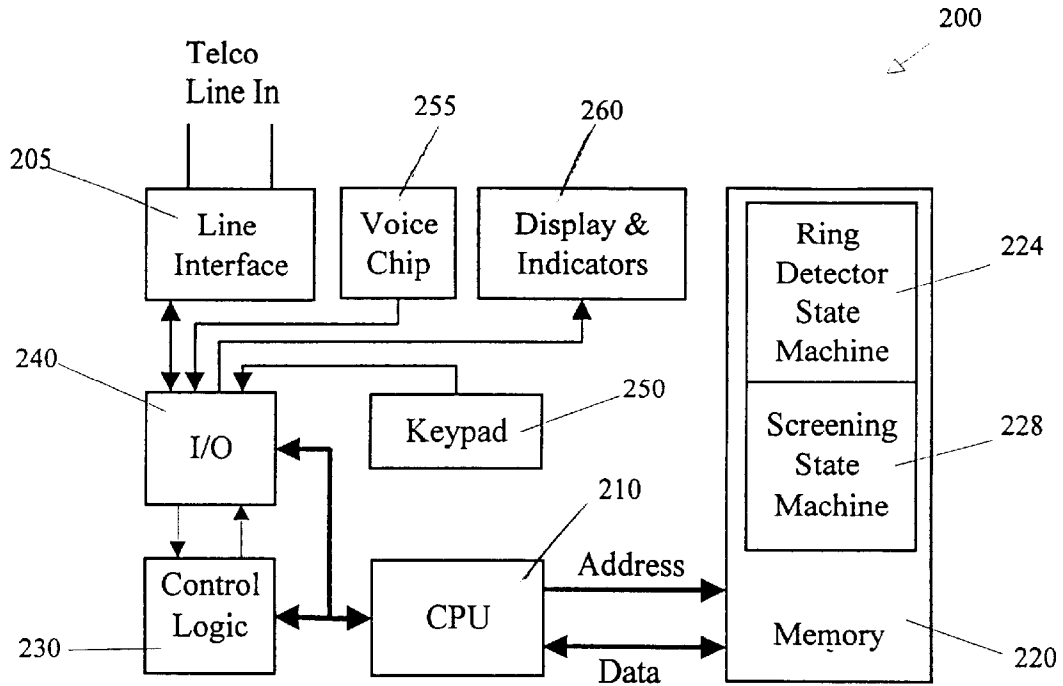 200
Telco
Line In
205
255
260
Line
Interface
Voice
Chip
Display &
Indicators
Ring
Detector
State
Machine
224
240
I/O
Keypad
250
Screening
State
Machine
228
210
Control
Logic
230
CPU
Address
Data
Memory
220